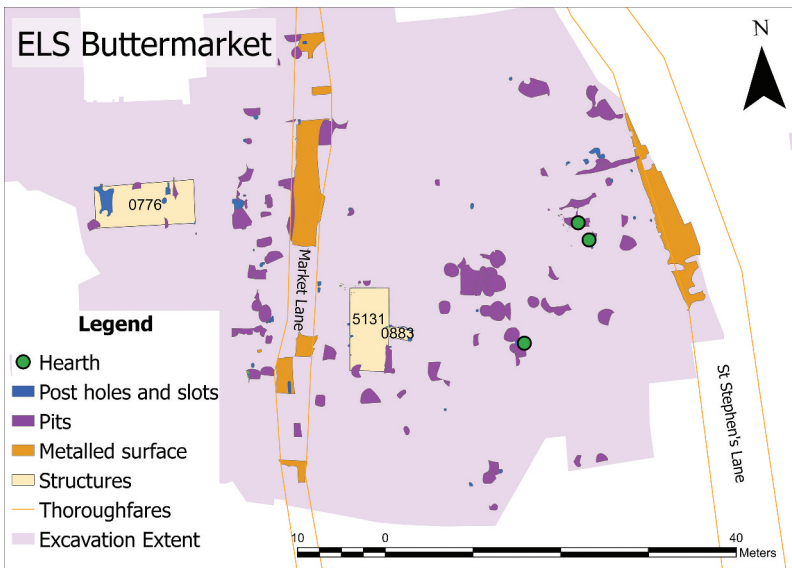 ELS Buttermarket
N
0776
Market Lane
5131
0883
Legend
Hearth
Post holes and slots
Pits
Metalled surface
Structures
Thoroughfares
Excavation Extent
St Stephen's Lane
10 0 40
Meters